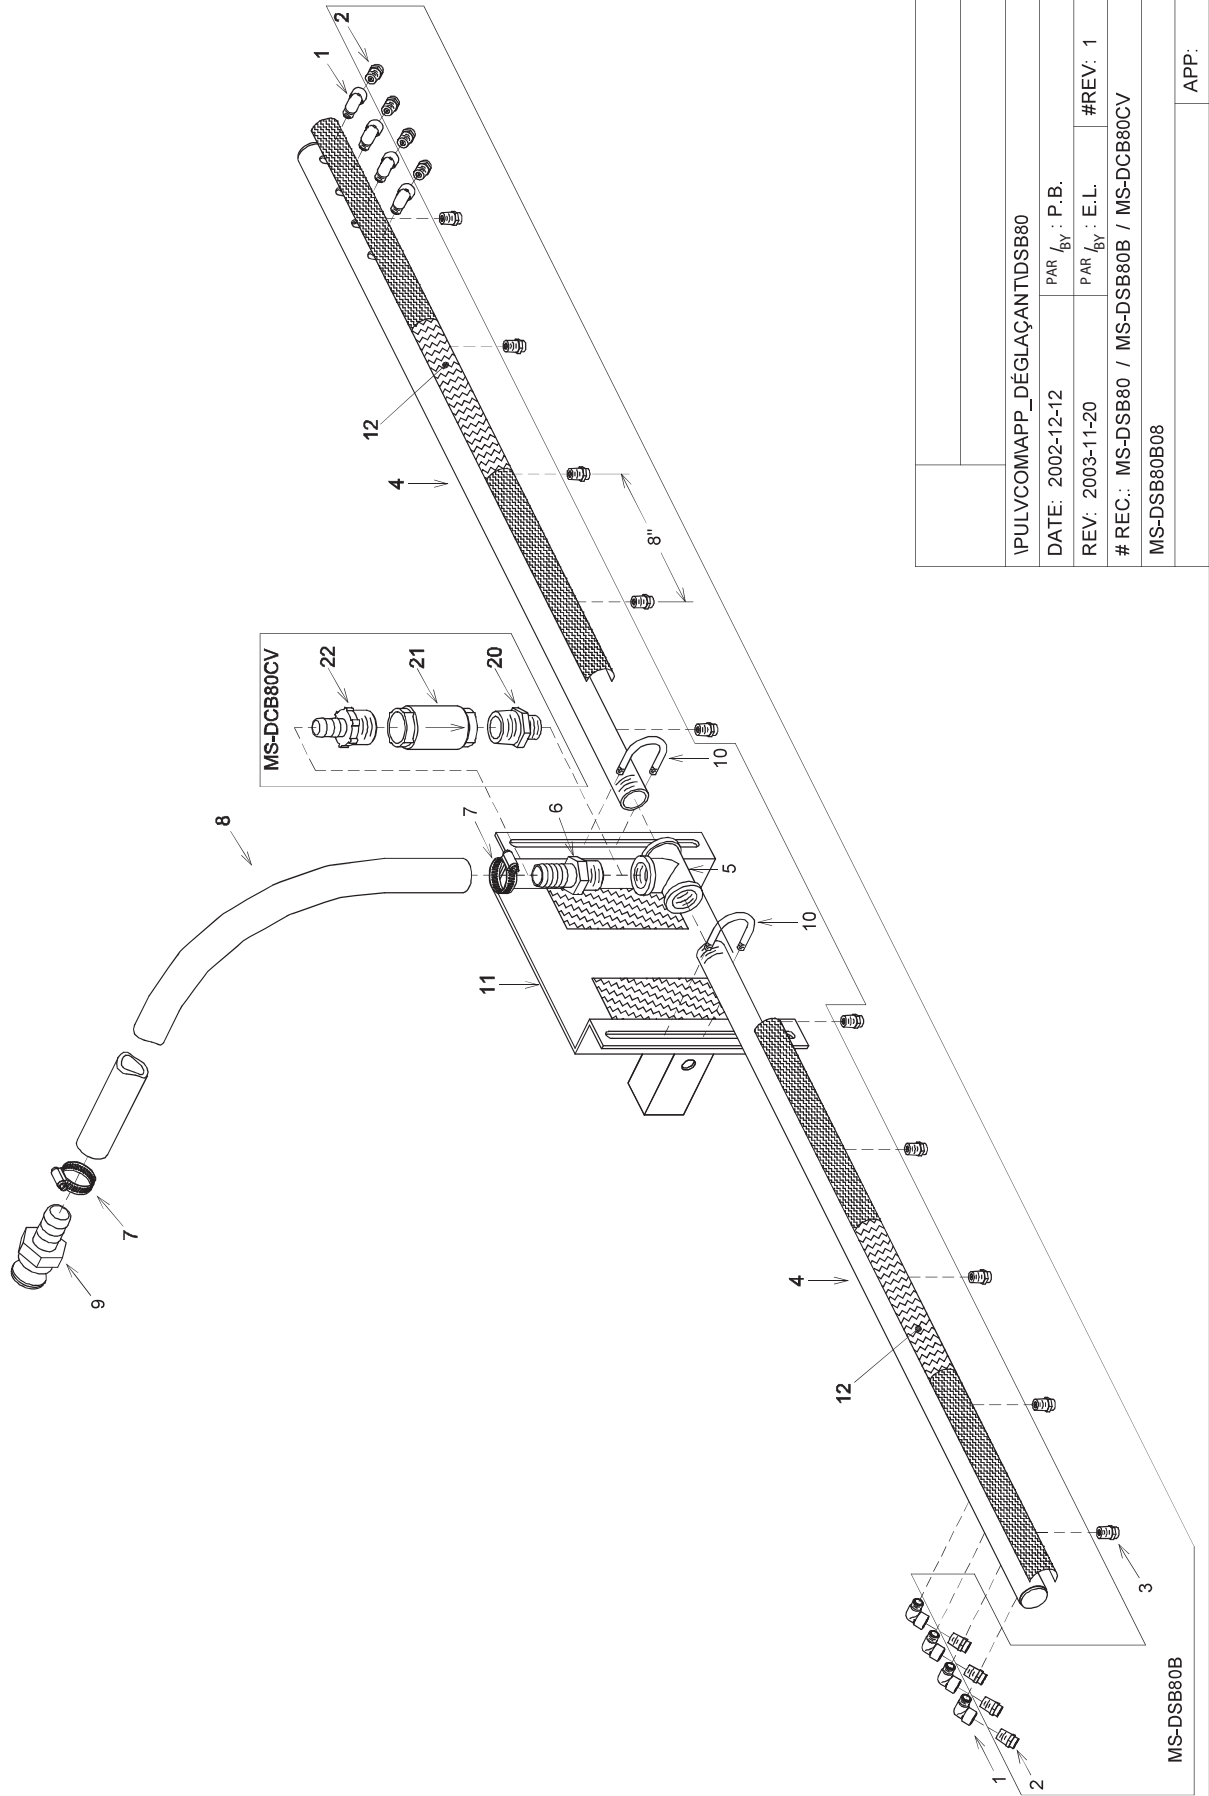 1
2
12
4
8"
MS-DCB80CV
22
21
20
10
8
7
6
5
10
11
7
9
4
12
3
1
2
MS-DSB80B
\PULVCOM\APP_DÉGLAÇANT\DSB80
DATE: 2002-12-12 PAR / BY : P.B.
REV: 2003-11-20 PAR / BY : E.L. #REV: 1
# REC.: MS-DSB80 / MS-DSB80B / MS-DCB80CV
MS-DSB80B08
APP: